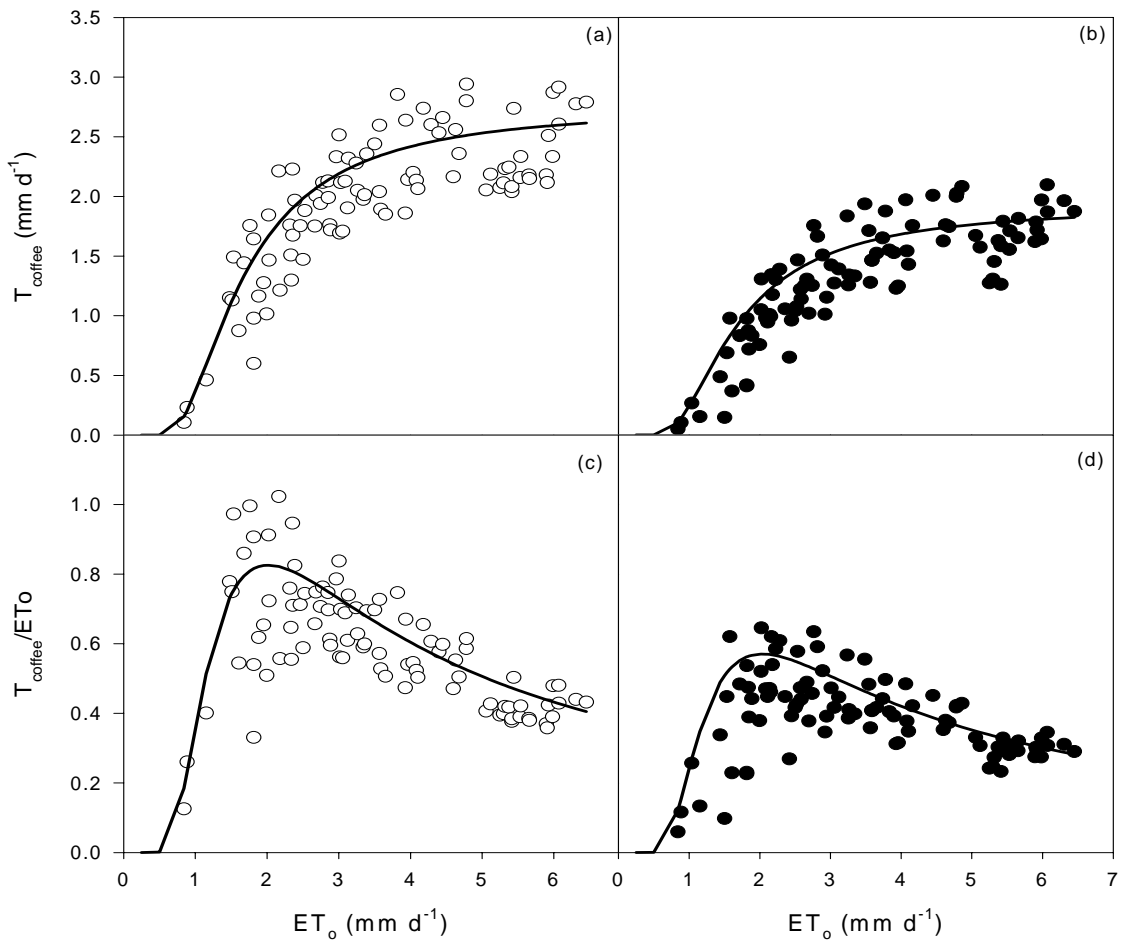 3.5
3.0
2.5
2.0
1.5
1.0
0.5
0.0
T_coffee (mm d^-1)
(a)
(b)
1.0
0.8
0.6
0.4
0.2
0.0
T_coffee/ETo
(c)
(d)
0 1 2 3 4 5 6 0 1 2 3 4 5 6 7
ET_o (mm d^-1) ET_o (mm d^-1)